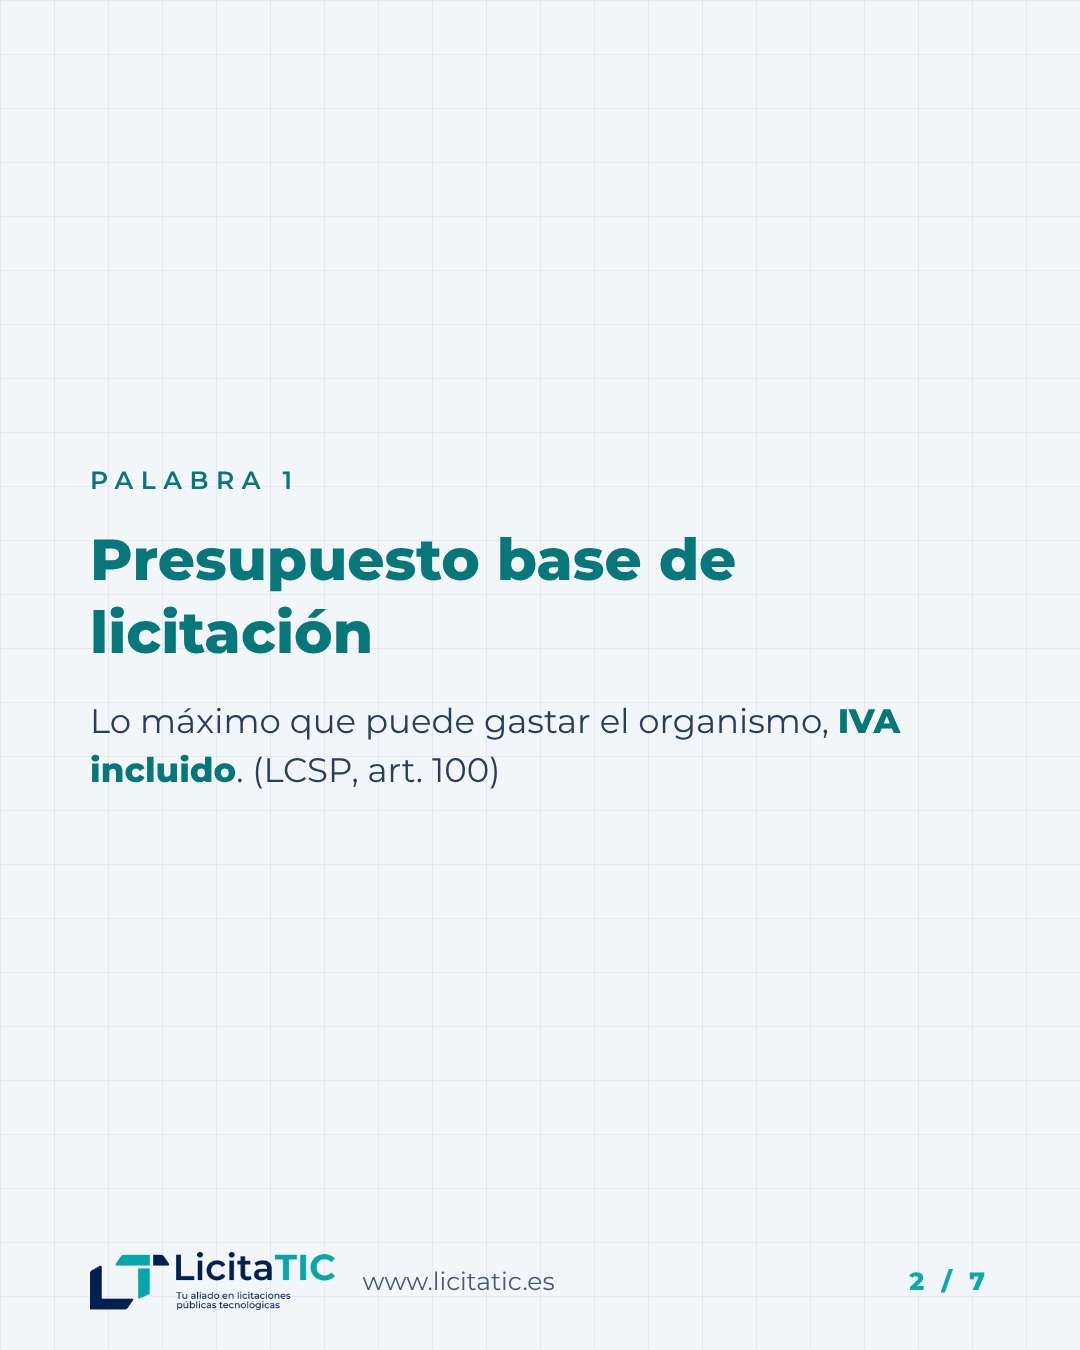 PALABRA 1
Presupuesto base de
licitación
Lo máximo que puede gastar el organismo, IVA
incluido. (LCSP, art. 100)
LicitaTIC
Tu aliado en licitaciones
públicas tecnológicas
www.licitatic.es
2 / 7